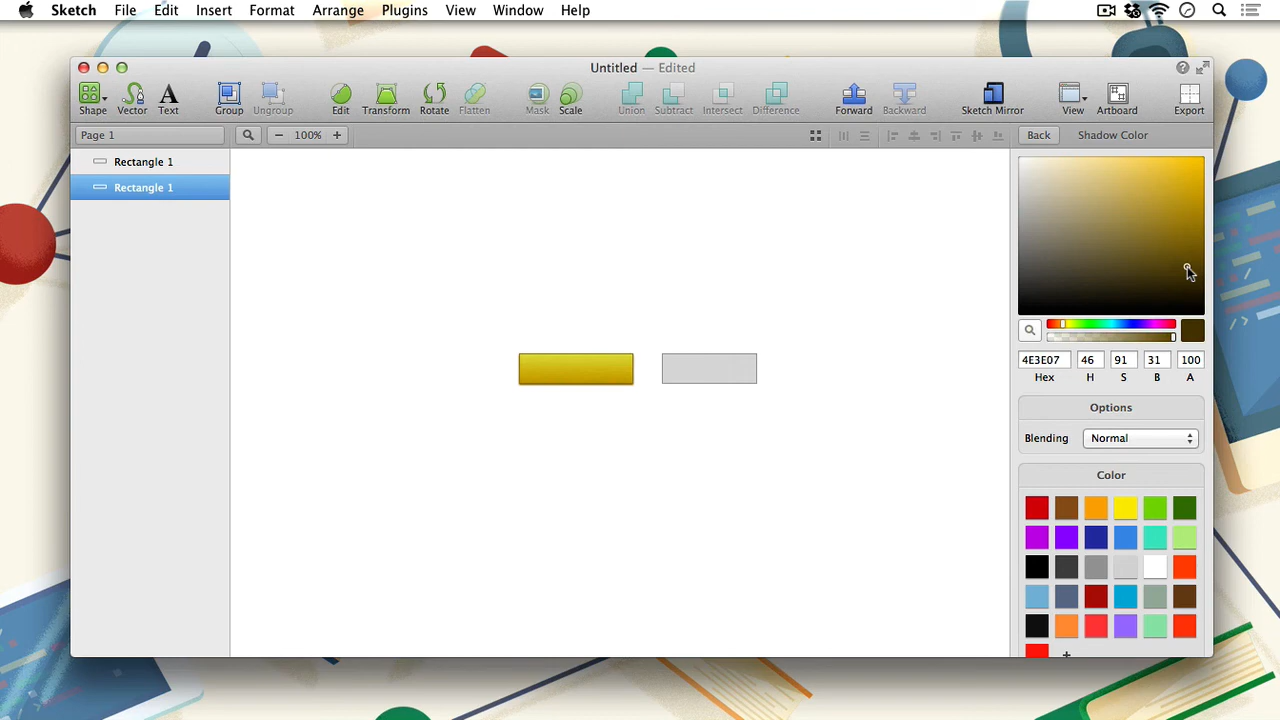 Sketch File Edit Insert Format Arrange Plugins View Window Help
Untitled — Edited
Shape Vector Text Group Ungroup Edit Transform Rotate Flatten Mask Scale Union Subtract Intersect Difference Forward Backward Sketch Mirror View Artboard Export
Page 1 100% Back Shadow Color
Rectangle 1
Rectangle 1
4E3E07 46 91 31 100
Hex H S B A
Options
Blending Normal
Color